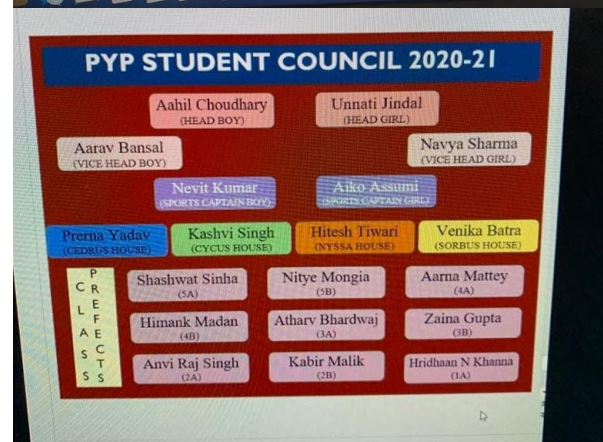 PYP STUDENT COUNCIL 2020-21
Aahil Choudhary
(HEAD BOY)
Unnati Jindal
(HEAD GIRL)
Aarav Bansal
(VICE HEAD BOY)
Navya Sharma
(VICE HEAD GIRL)
Nevit Kumar
(SPORTS CAPTAIN BOY)
Aiko Assumi
(SPORTS CAPTAIN GIRL)
Prerna Yadav
(CEDRUS HOUSE)
Kashvi Singh
(CYCUS HOUSE)
Hitesh Tiwari
(NYSSA HOUSE)
Venika Batra
(SORBUS HOUSE)
CLASS
PREFECTS
Shashwat Sinha
(5A)
Nitye Mongia
(5B)
Aarna Mattey
(4A)
Himank Madan
(4B)
Atharv Bhardwaj
(3A)
Zaina Gupta
(3B)
Anvi Raj Singh
(2A)
Kabir Malik
(2B)
Hridhaan N Khanna
(1A)